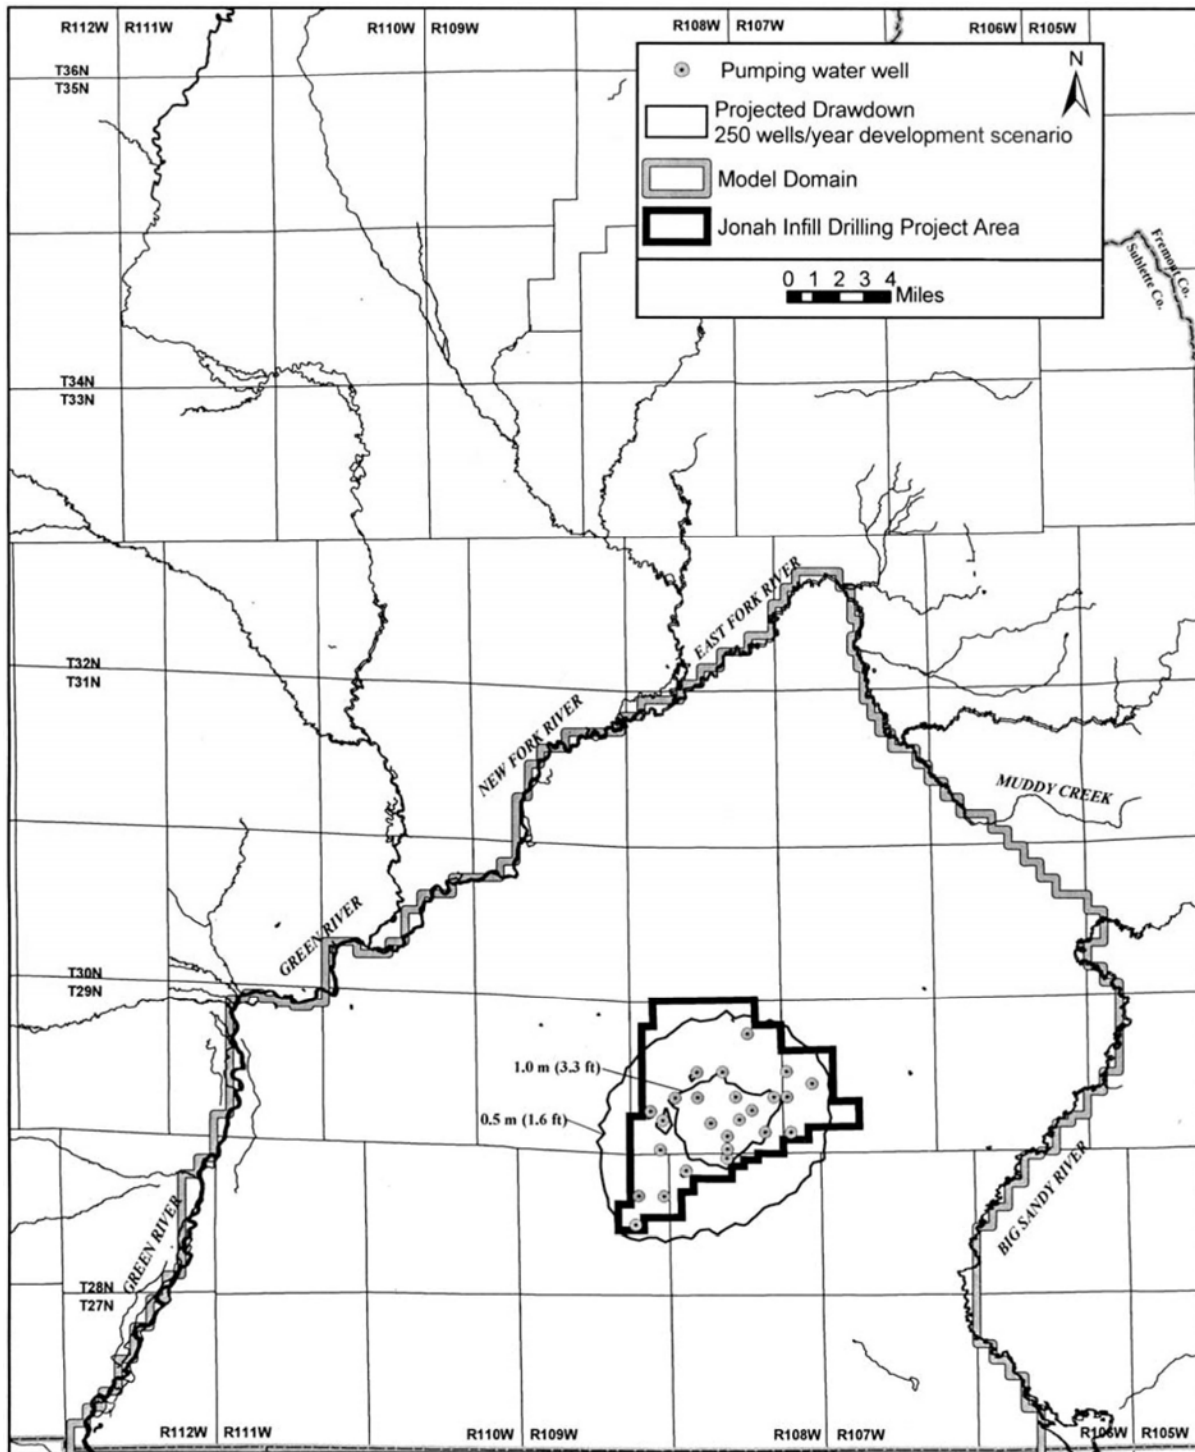 R112W R111W R110W R109W R108W R107W R106W R105W
N
Pumping water well
Projected Drawdown
250 wells/year development scenario
Model Domain
Jonah Infill Drilling Project Area
0 1 2 3 4
Miles
T36N
T35N
Fremont Co.
Sublette Co.
T34N
T33N
EAST FORK RIVER
T32N
T31N
NEW FORK RIVER
MUDDY CREEK
GREEN RIVER
T30N
T29N
1.0 m (3.3 ft)
0.5 m (1.6 ft)
BIG SANDY RIVER
GREEN RIVER
T28N
T27N
R112W R111W R110W R109W R108W R107W R106W R105W